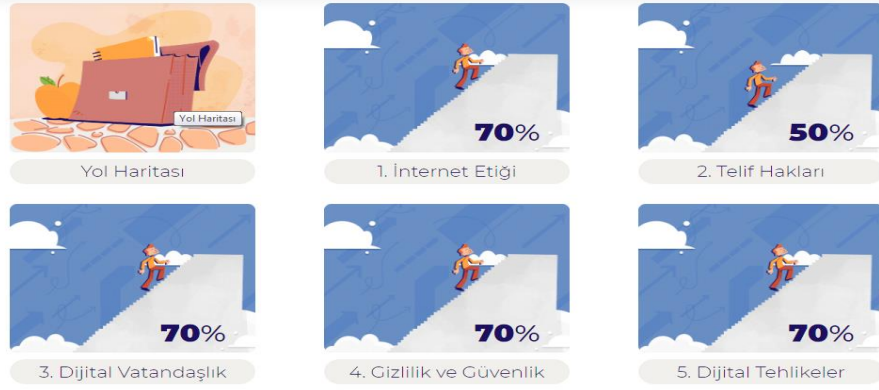 Yol Haritası
70%
50%
Yol Haritası
1. İnternet Etiği
2. Telif Hakları
70%
70%
70%
3. Dijital Vatandaşlık
4. Gizlilik ve Güvenlik
5. Dijital Tehlikeler